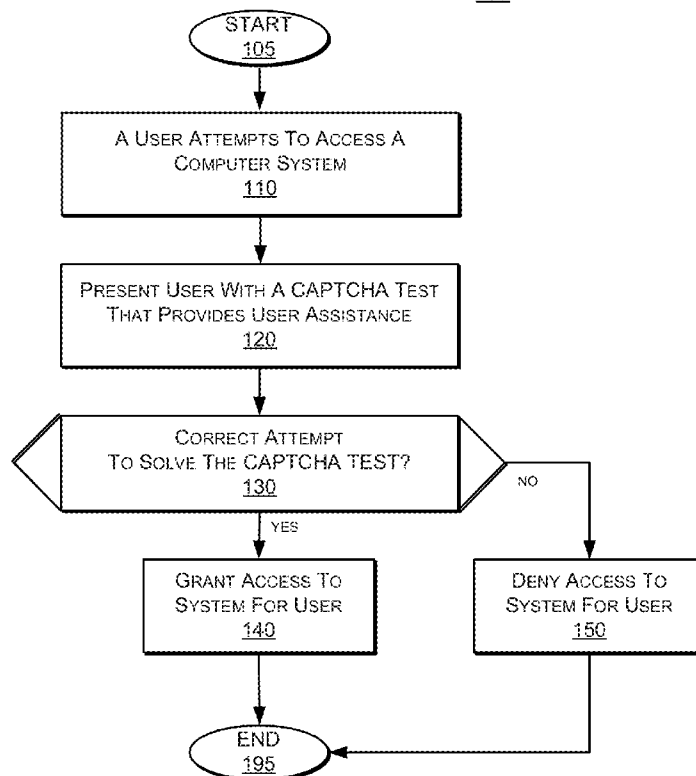 START
105
A USER ATTEMPTS TO ACCESS A
COMPUTER SYSTEM
110
PRESENT USER WITH A CAPTCHA TEST
THAT PROVIDES USER ASSISTANCE
120
CORRECT ATTEMPT
TO SOLVE THE CAPTCHA TEST?
130
NO
YES
GRANT ACCESS TO
SYSTEM FOR USER
140
DENY ACCESS TO
SYSTEM FOR USER
150
END
195